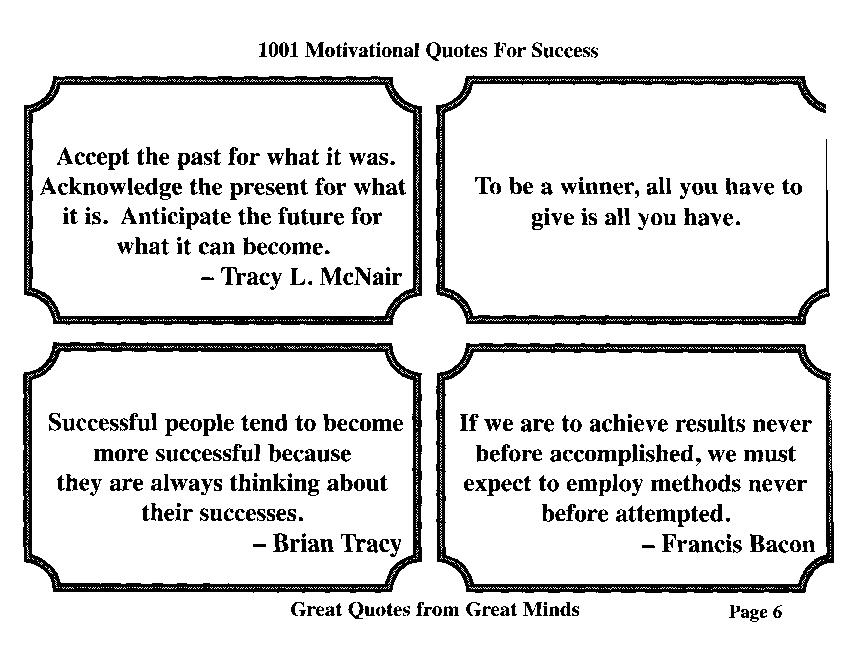 1001 Motivational Quotes For Success
Accept the past for what it was.
Acknowledge the present for what
it is. Anticipate the future for
what it can become.
– Tracy L. McNair
To be a winner, all you have to
give is all you have.
Successful people tend to become
more successful because
they are always thinking about
their successes.
– Brian Tracy
If we are to achieve results never
before accomplished, we must
expect to employ methods never
before attempted.
– Francis Bacon
Great Quotes from Great Minds
Page 6